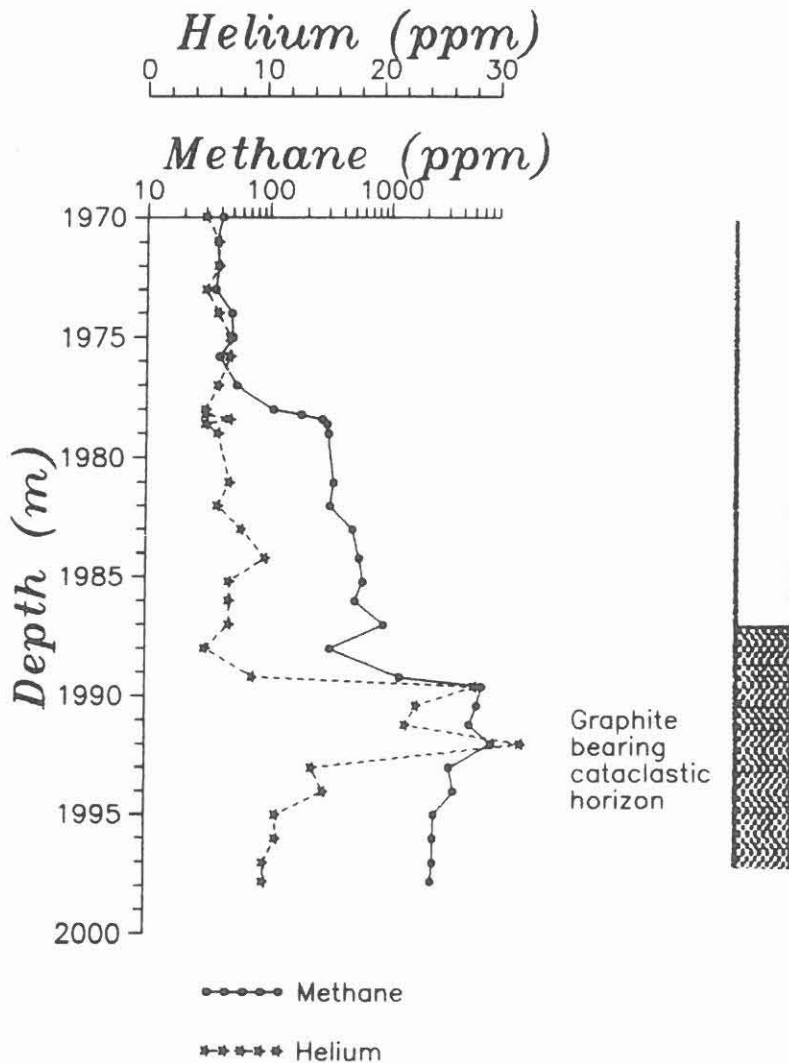 Helium (ppm)
0 10 20 30
Methane (ppm)
10 100 1000
1970
1975
1980
1985
1990
1995
2000
Depth (m)
Graphite
bearing
cataclastic
horizon
Methane
Helium